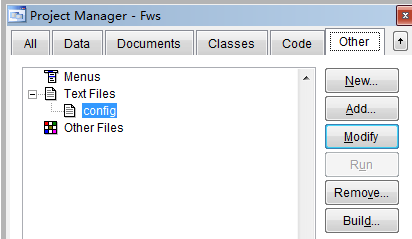 Project Manager - Fws
All Data Documents Classes Code Other
Menus
Text Files
config
Other Files
New...
Add...
Modify
Run
Remove...
Build...